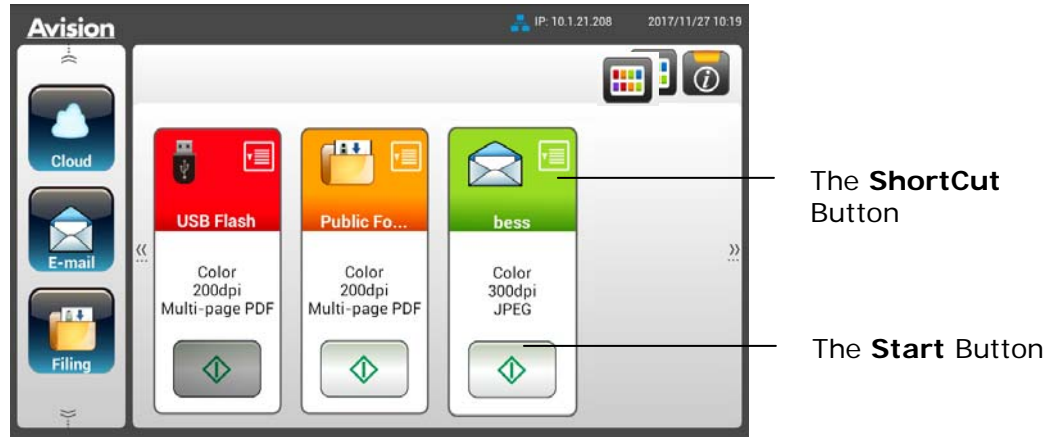 Avision
IP: 10.1.21.208
2017/11/27 10:19
Cloud
E-mail
Filing
USB Flash
Color
200dpi
Multi-page PDF
Public Fo...
Color
200dpi
Multi-page PDF
bess
Color
300dpi
JPEG
The ShortCut
Button
The Start Button